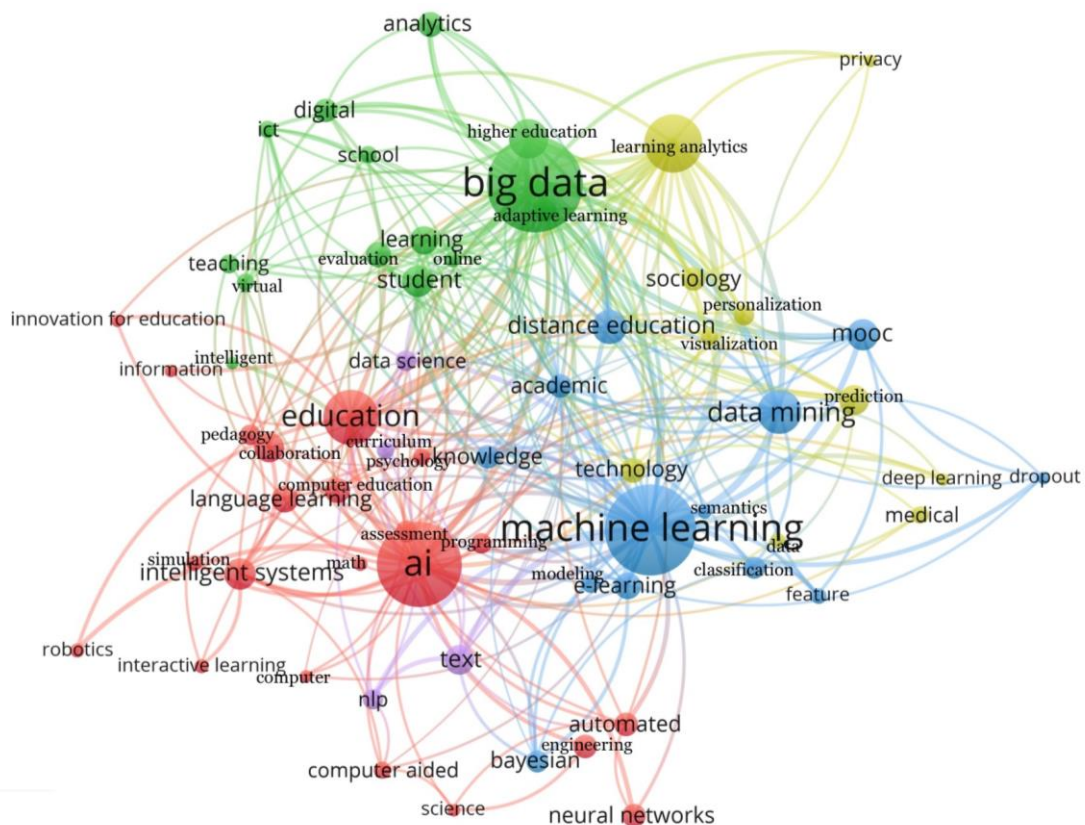 analytics
privacy
digital
ict
higher education
learning analytics
school
big data
adaptive learning
learning
evaluation
online
teaching
student
sociology
virtual
personalization
innovation for education
distance education
mooc
visualization
intelligent
data science
information
academic
prediction
education
data mining
pedagogy
curriculum
collaboration
psychology
knowledge
technology
computer education
deep learning
dropout
language learning
semantics
medical
machine learning
assessment
programming
data
simulation
math
ai
intelligent systems
modeling
classification
e-learning
feature
robotics
interactive learning
text
computer
nlp
automated
engineering
bayesian
computer aided
science
neural networks